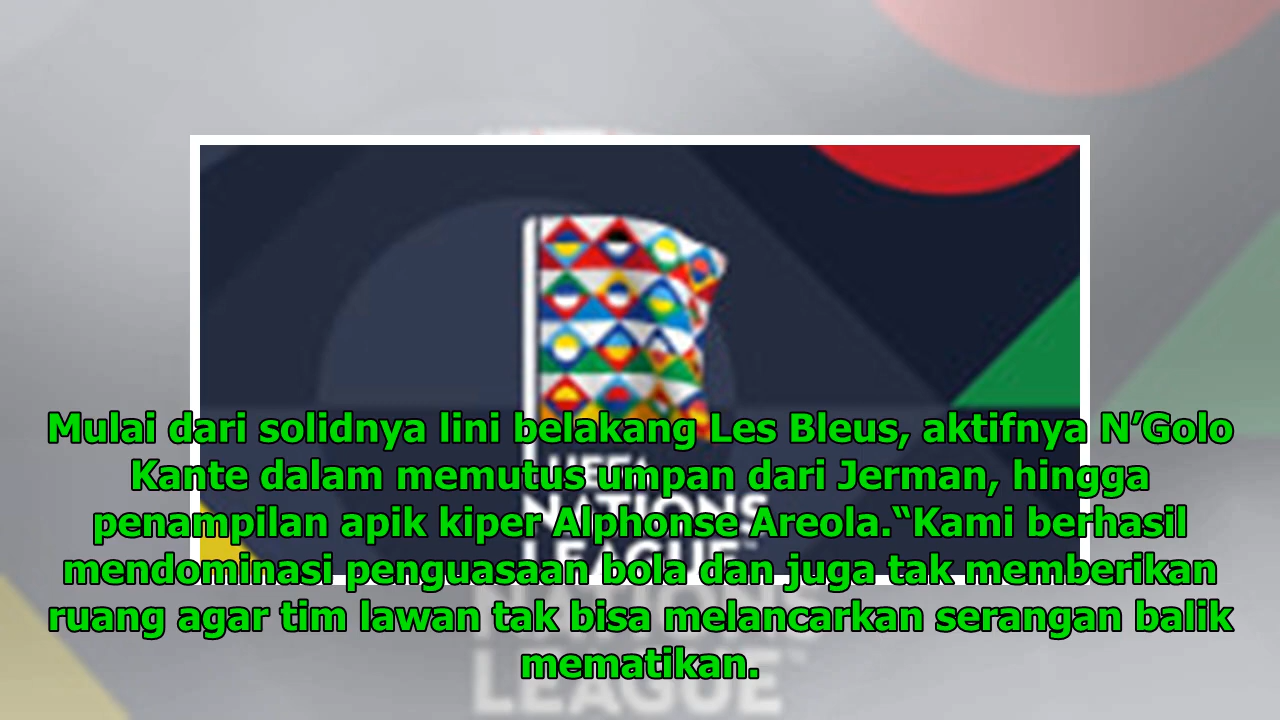 Mulai dari solidnya lini belakang Les Bleus, aktifnya N’Golo
Kante dalam memutus umpan dari Jerman, hingga
penampilan apik kiper Alphonse Areola.“Kami berhasil
mendominasi penguasaan bola dan juga tak memberikan
ruang agar tim lawan tak bisa melancarkan serangan balik
mematikan.
UEFA
NATIONS
LEAGUE™
NATIONS
LEAGUE